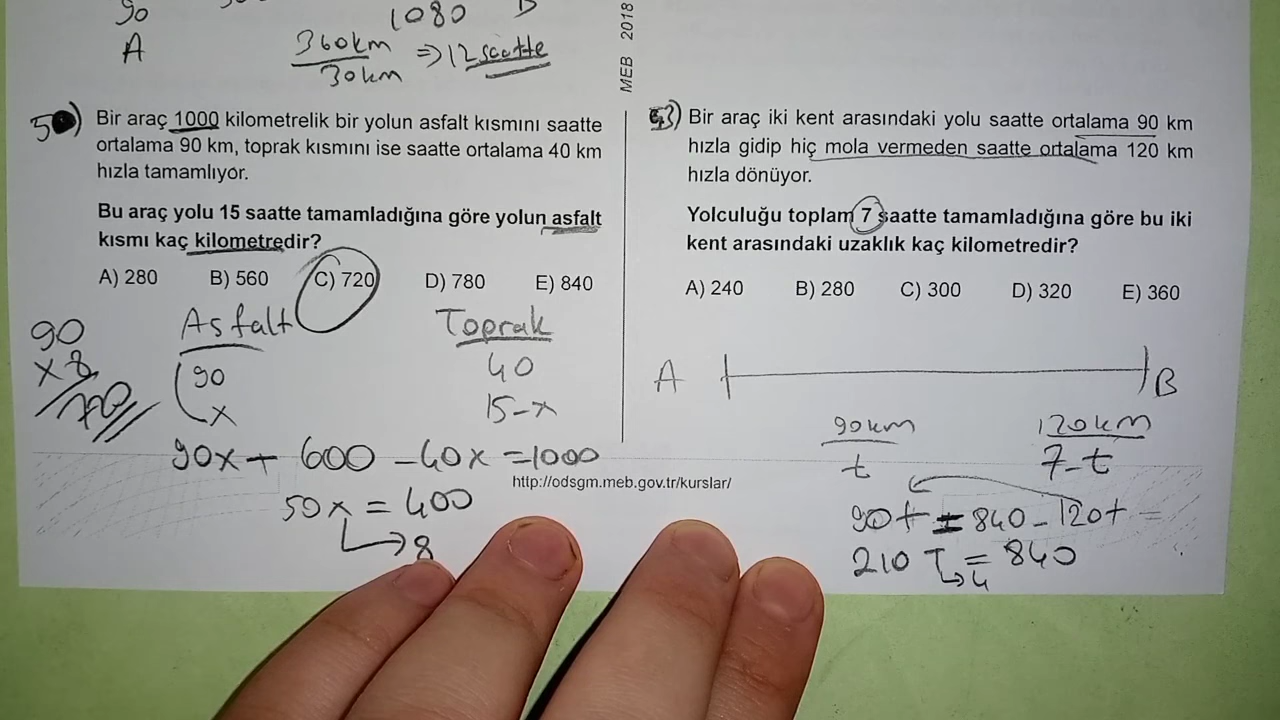 90
1080
A
360km
30km
⇒ 12 saatte
MEB 2018
50)
Bir araç 1000 kilometrelik bir yolun asfalt kısmını saatte
ortalama 90 km, toprak kısmını ise saatte ortalama 40 km
hızla tamamlıyor.
Bu araç yolu 15 saatte tamamladığına göre yolun asfalt
kısmı kaç kilometredir?
A) 280 B) 560 C) 720 D) 780 E) 840
Asfalt Toprak
90 40
x 15-x
90
x 8
720
90x + 600 - 40x = 1000
50x = 400
8
http://odsgm.meb.gov.tr/kurslar/
53)
Bir araç iki kent arasındaki yolu saatte ortalama 90 km
hızla gidip hiç mola vermeden saatte ortalama 120 km
hızla dönüyor.
Yolculuğu toplam 7 saatte tamamladığına göre bu iki
kent arasındaki uzaklık kaç kilometredir?
A) 240 B) 280 C) 300 D) 320 E) 360
A B
90km 120km
t 7-t
90t = 840 - 120t =
210 T = 840
4